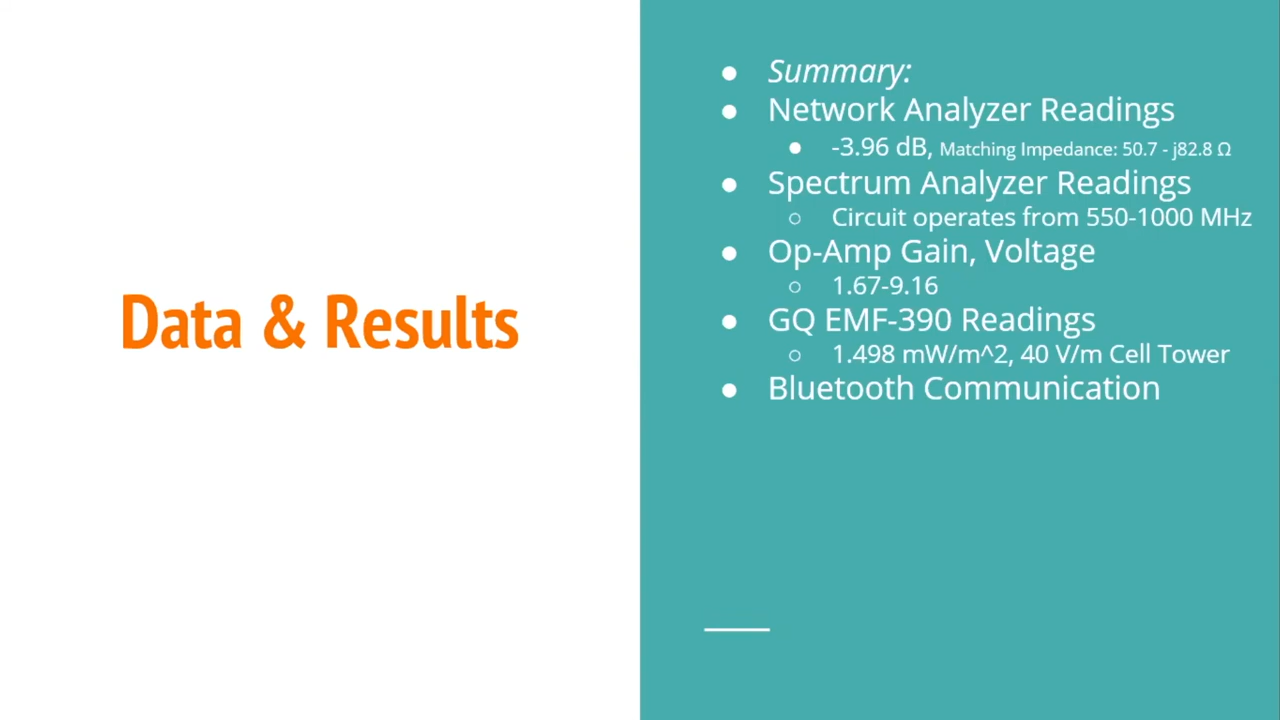 Data & Results
● Summary:
● Network Analyzer Readings
● -3.96 dB, Matching Impedance: 50.7 - j82.8 Ω
● Spectrum Analyzer Readings
○ Circuit operates from 550-1000 MHz
● Op-Amp Gain, Voltage
○ 1.67-9.16
● GQ EMF-390 Readings
○ 1.498 mW/m^2, 40 V/m Cell Tower
● Bluetooth Communication